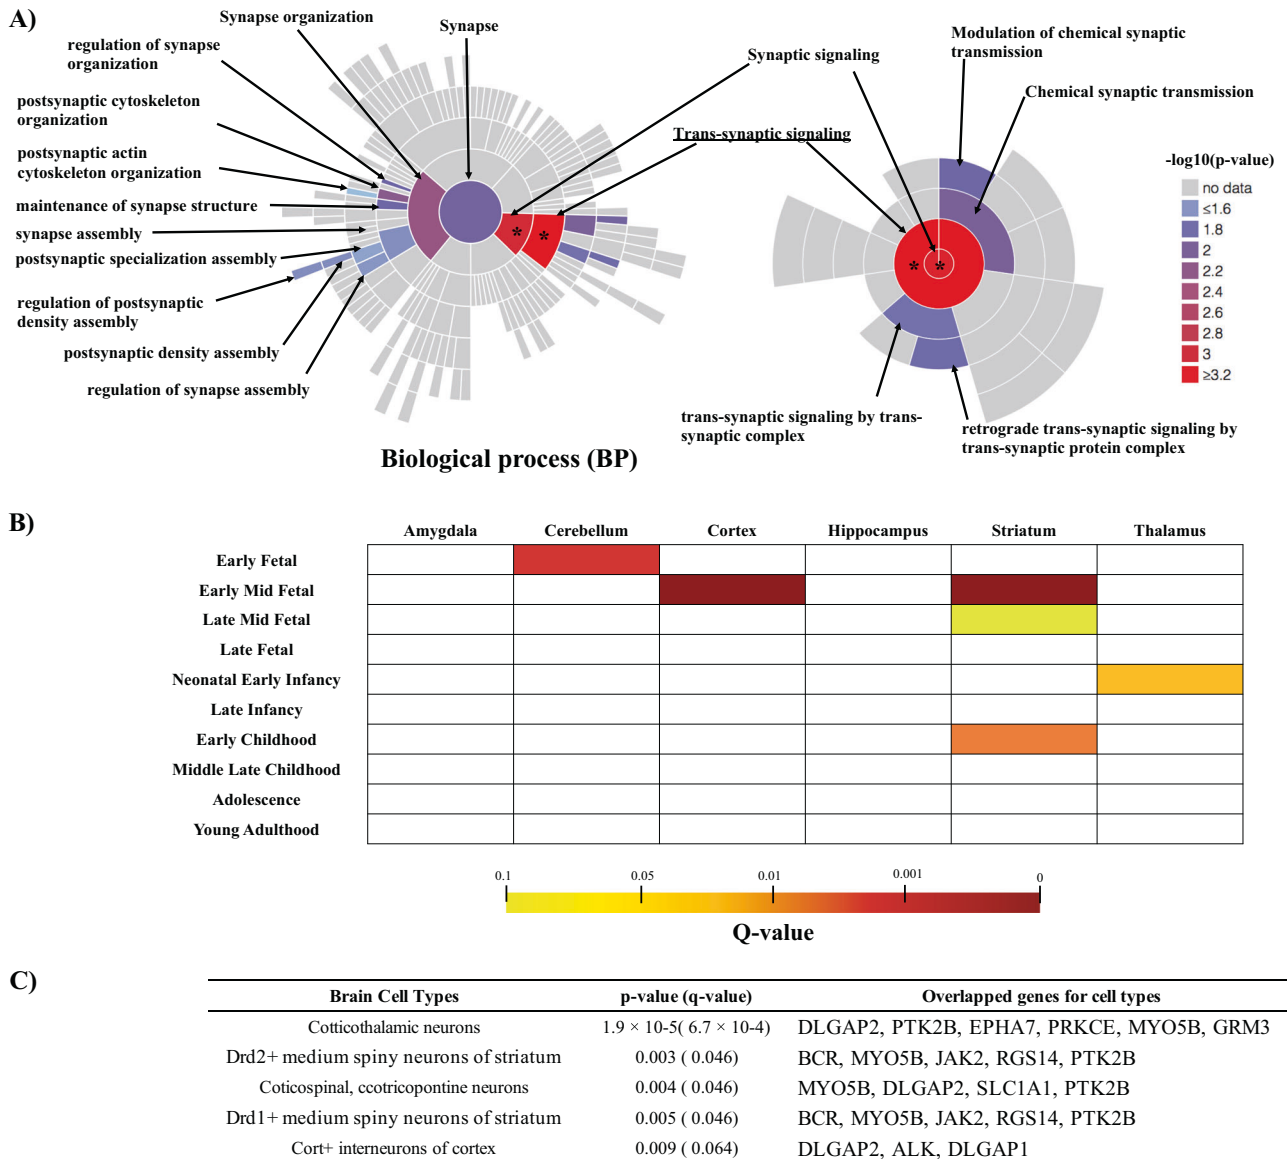 A)
Synapse organization
Synapse
regulation of synapse
organization
postsynaptic cytoskeleton
organization
postsynaptic actin
cytoskeleton organization
maintenance of synapse structure
synapse assembly
postsynaptic specialization assembly
regulation of postsynaptic
density assembly
postsynaptic density assembly
regulation of synapse assembly
Synaptic signaling
Trans-synaptic signaling
* *
Modulation of chemical synaptic
transmission
Chemical synaptic transmission
* *
trans-synaptic signaling by trans-
synaptic complex
retrograde trans-synaptic signaling by
trans-synaptic protein complex
-log10(p-value)
no data
≤1.6
1.8
2
2.2
2.4
2.6
2.8
3
≥3.2
Biological process (BP)
B)
Amygdala Cerebellum Cortex Hippocampus Striatum Thalamus
Early Fetal
Early Mid Fetal
Late Mid Fetal
Late Fetal
Neonatal Early Infancy
Late Infancy
Early Childhood
Middle Late Childhood
Adolescence
Young Adulthood
0.1 0.05 0.01 0.001 0
Q-value
C)
Brain Cell Types p-value (q-value) Overlapped genes for cell types
Cotticothalamic neurons 1.9 × 10-5( 6.7 × 10-4) DLGAP2, PTK2B, EPHA7, PRKCE, MYO5B, GRM3
Drd2+ medium spiny neurons of striatum 0.003 ( 0.046) BCR, MYO5B, JAK2, RGS14, PTK2B
Coticospinal, ccotricopontine neurons 0.004 ( 0.046) MYO5B, DLGAP2, SLC1A1, PTK2B
Drd1+ medium spiny neurons of striatum 0.005 ( 0.046) BCR, MYO5B, JAK2, RGS14, PTK2B
Cort+ interneurons of cortex 0.009 ( 0.064) DLGAP2, ALK, DLGAP1